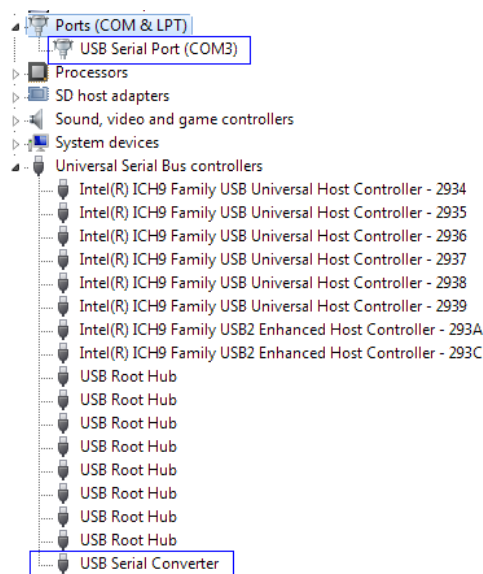 Ports (COM & LPT)
USB Serial Port (COM3)
Processors
SD host adapters
Sound, video and game controllers
System devices
Universal Serial Bus controllers
Intel(R) ICH9 Family USB Universal Host Controller - 2934
Intel(R) ICH9 Family USB Universal Host Controller - 2935
Intel(R) ICH9 Family USB Universal Host Controller - 2936
Intel(R) ICH9 Family USB Universal Host Controller - 2937
Intel(R) ICH9 Family USB Universal Host Controller - 2938
Intel(R) ICH9 Family USB Universal Host Controller - 2939
Intel(R) ICH9 Family USB2 Enhanced Host Controller - 293A
Intel(R) ICH9 Family USB2 Enhanced Host Controller - 293C
USB Root Hub
USB Root Hub
USB Root Hub
USB Root Hub
USB Root Hub
USB Root Hub
USB Root Hub
USB Root Hub
USB Serial Converter